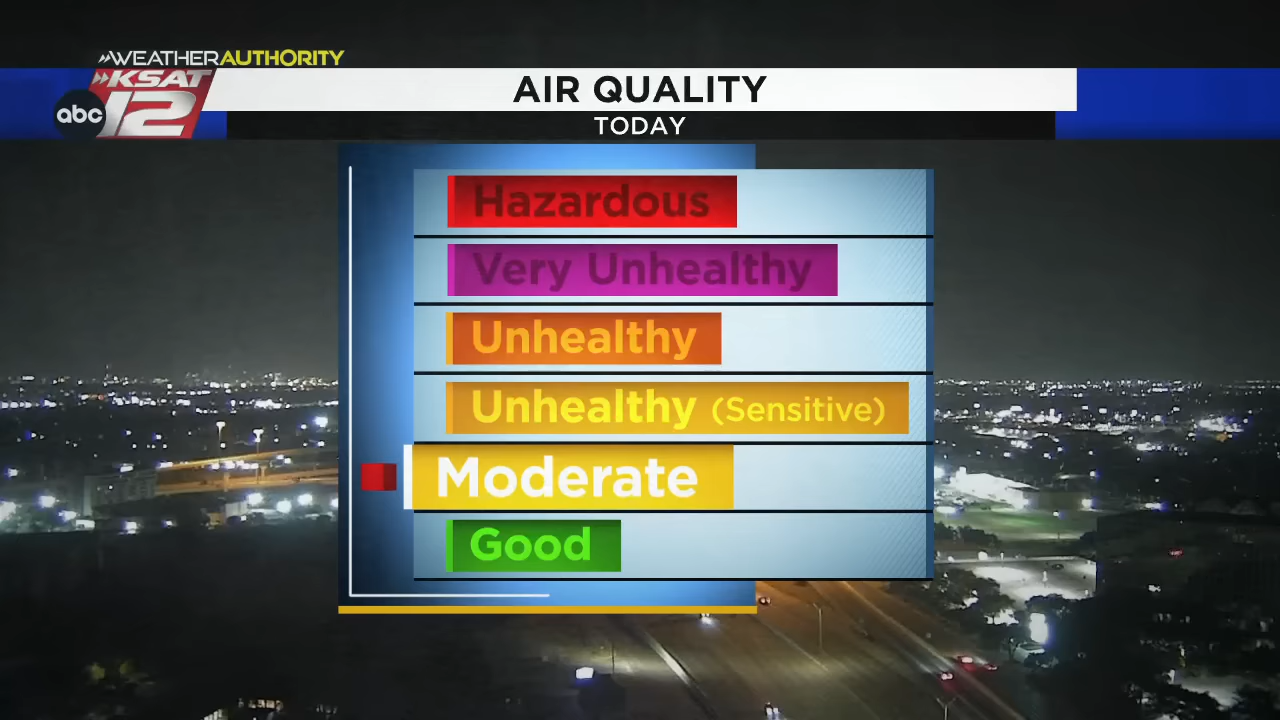 WEATHERAUTHORITY
KSAT
abc 12
AIR QUALITY
TODAY
Hazardous
Very Unhealthy
Unhealthy
Unhealthy (Sensitive)
Moderate
Good